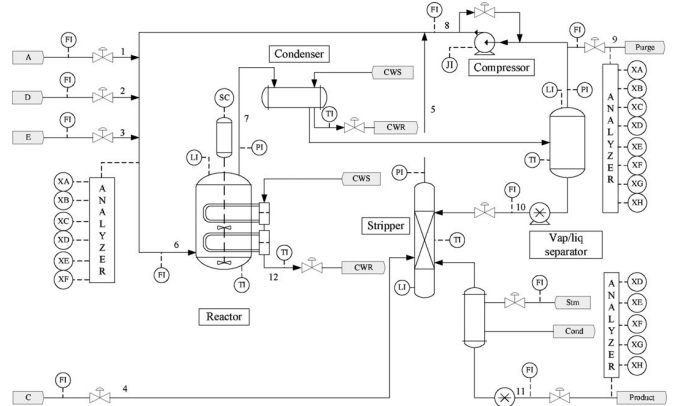 FI
8
9
FI
FI
1
A
Condenser
JI
Compressor
Purge
FI
2
D
SC
CWS
TI
CWR
5
LI
PI
XA
XB
XC
XD
XE
XF
XG
XH
ANALYZER
7
FI
3
E
LI
PI
TI
PI
CWS
FI
10
XA
XB
XC
XD
XE
XF
ANALYZER
Stripper
TI
Vap/liq
separator
6
FI
TI
12
CWR
TI
LI
Reactor
FI
Stm
Cond
XD
XE
XF
XG
XH
ANALYZER
FI
4
C
FI
11
Product